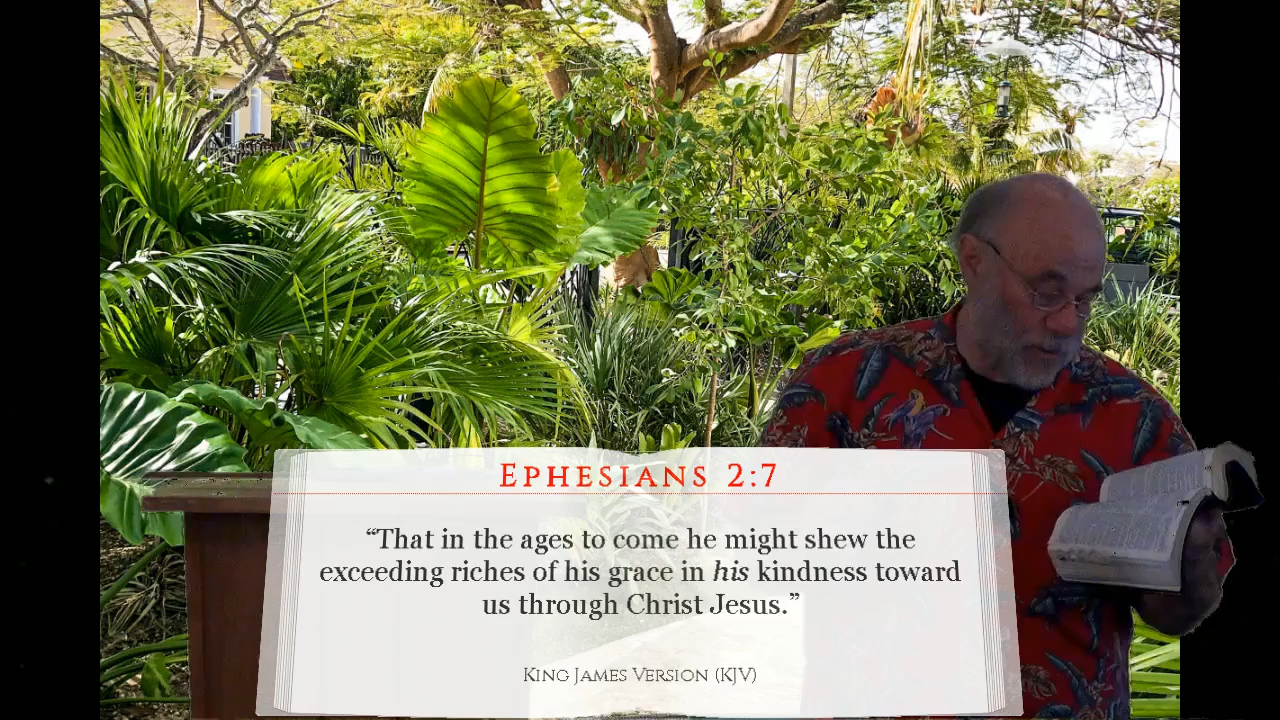 Ephesians 2:7
“That in the ages to come he might shew the
exceeding riches of his grace in his kindness toward
us through Christ Jesus.”
King James Version (KJV)